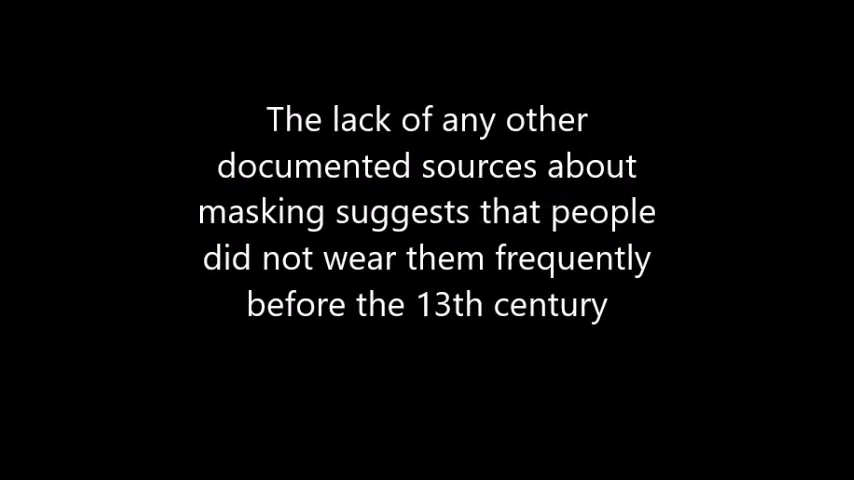 The lack of any other
documented sources about
masking suggests that people
did not wear them frequently
before the 13th century